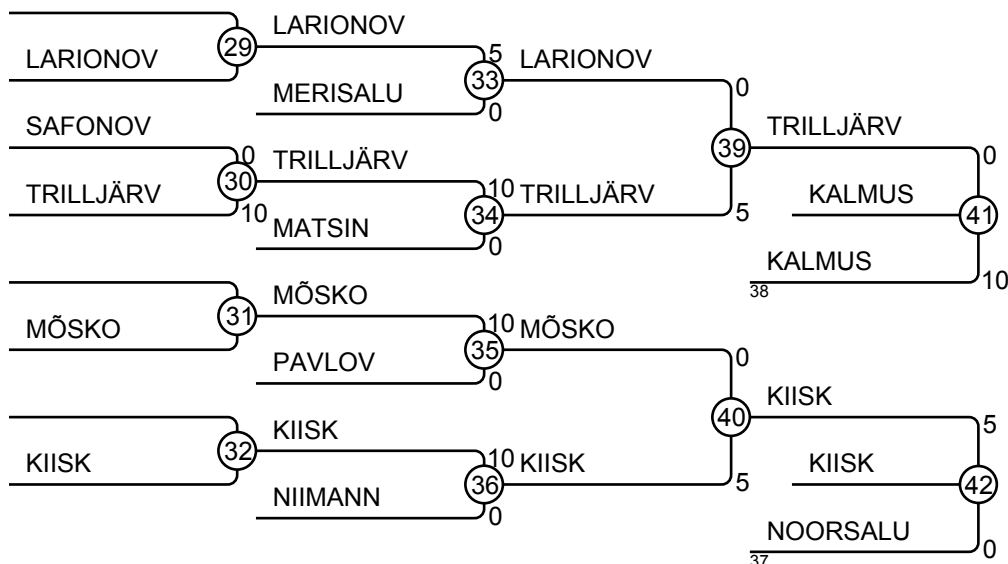 LARIONOV
29
LARIONOV
5
33
LARIONOV
MERISALU
0
0
SAFONOV
0
39
TRILLJÄRV
30
TRILLJÄRV
10
TRILLJÄRV
10
34
TRILLJÄRV
5
MATSIN
0
0
KALMUS
41
KALMUS
38
10
31
MÕSKO
MÕSKO
10
35
MÕSKO
PAVLOV
0
0
40
KIISK
5
32
KIISK
KIISK
10
36
KIISK
5
NIIMANN
0
KIISK
42
NOORSALU
37
0